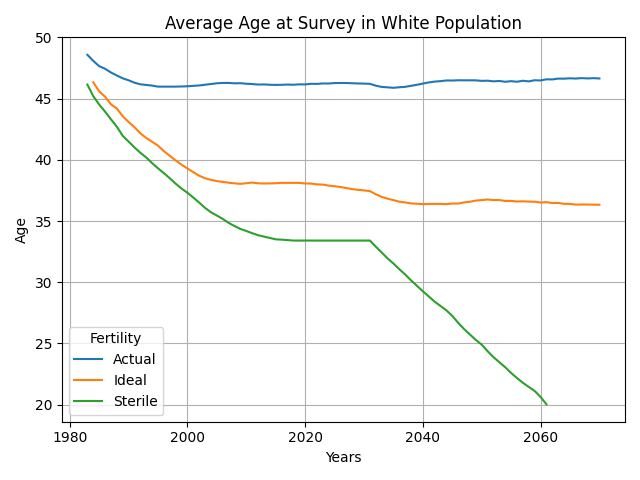 Average Age at Survey in White Population
50
45
40
35
30
25
20
Age
Fertility
Actual
Ideal
Sterile
1980
2000
2020
2040
2060
Years